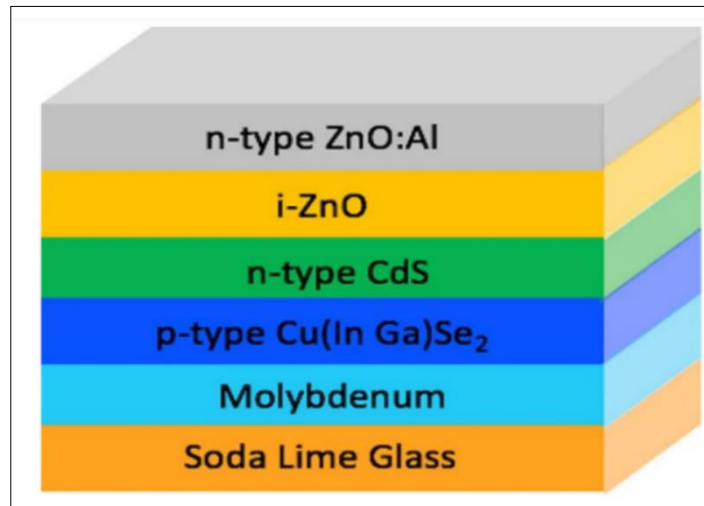 n-type ZnO:Al
i-ZnO
n-type CdS
p-type Cu(In Ga)Se₂
Molybdenum
Soda Lime Glass